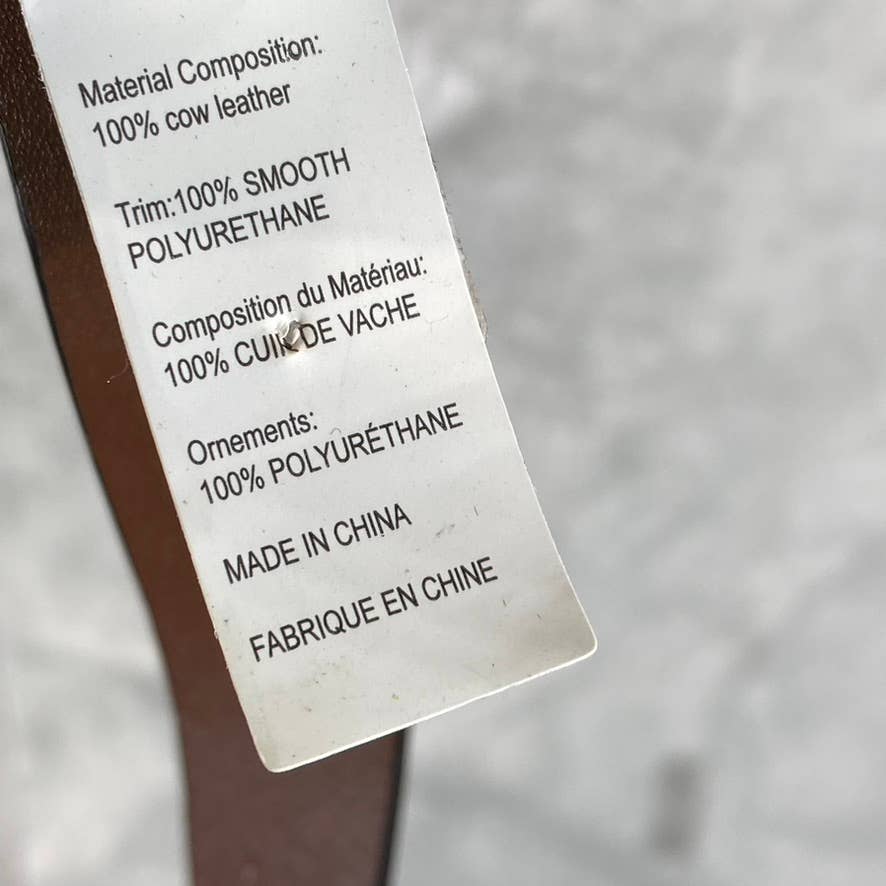 Material Composition:
100% cow leather
Trim:100% SMOOTH
POLYURETHANE
Composition du Matériau:
100% CUIR DE VACHE
Ornements:
100% POLYURÉTHANE
MADE IN CHINA
FABRIQUE EN CHINE